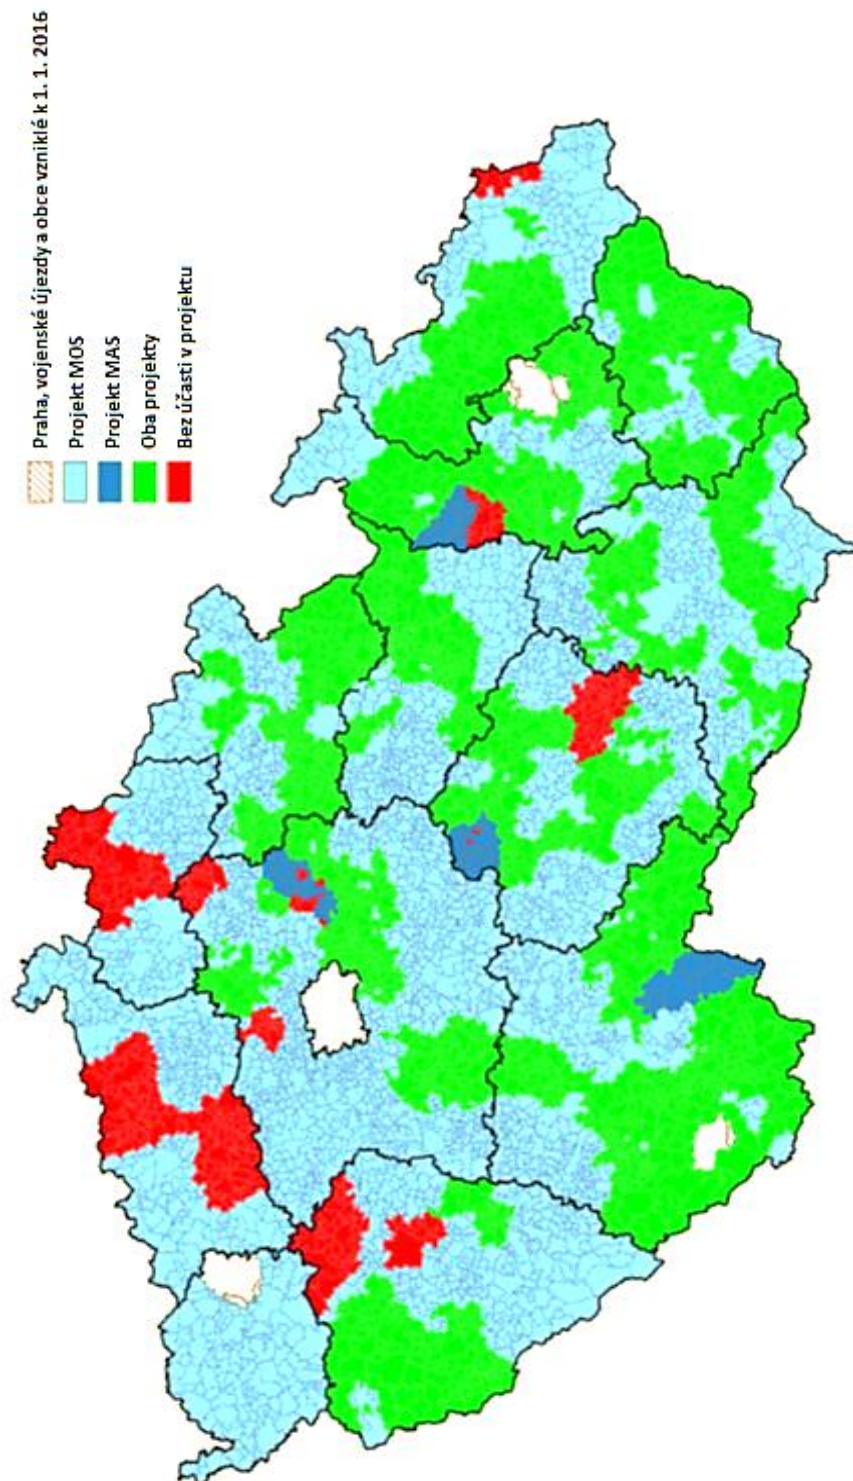 Praha, vojenské újezdy a obce vzniklé k 1. 1. 2016
Projekt MOS
Projekt MAS
Oba projekty
Bez účasti v projektu